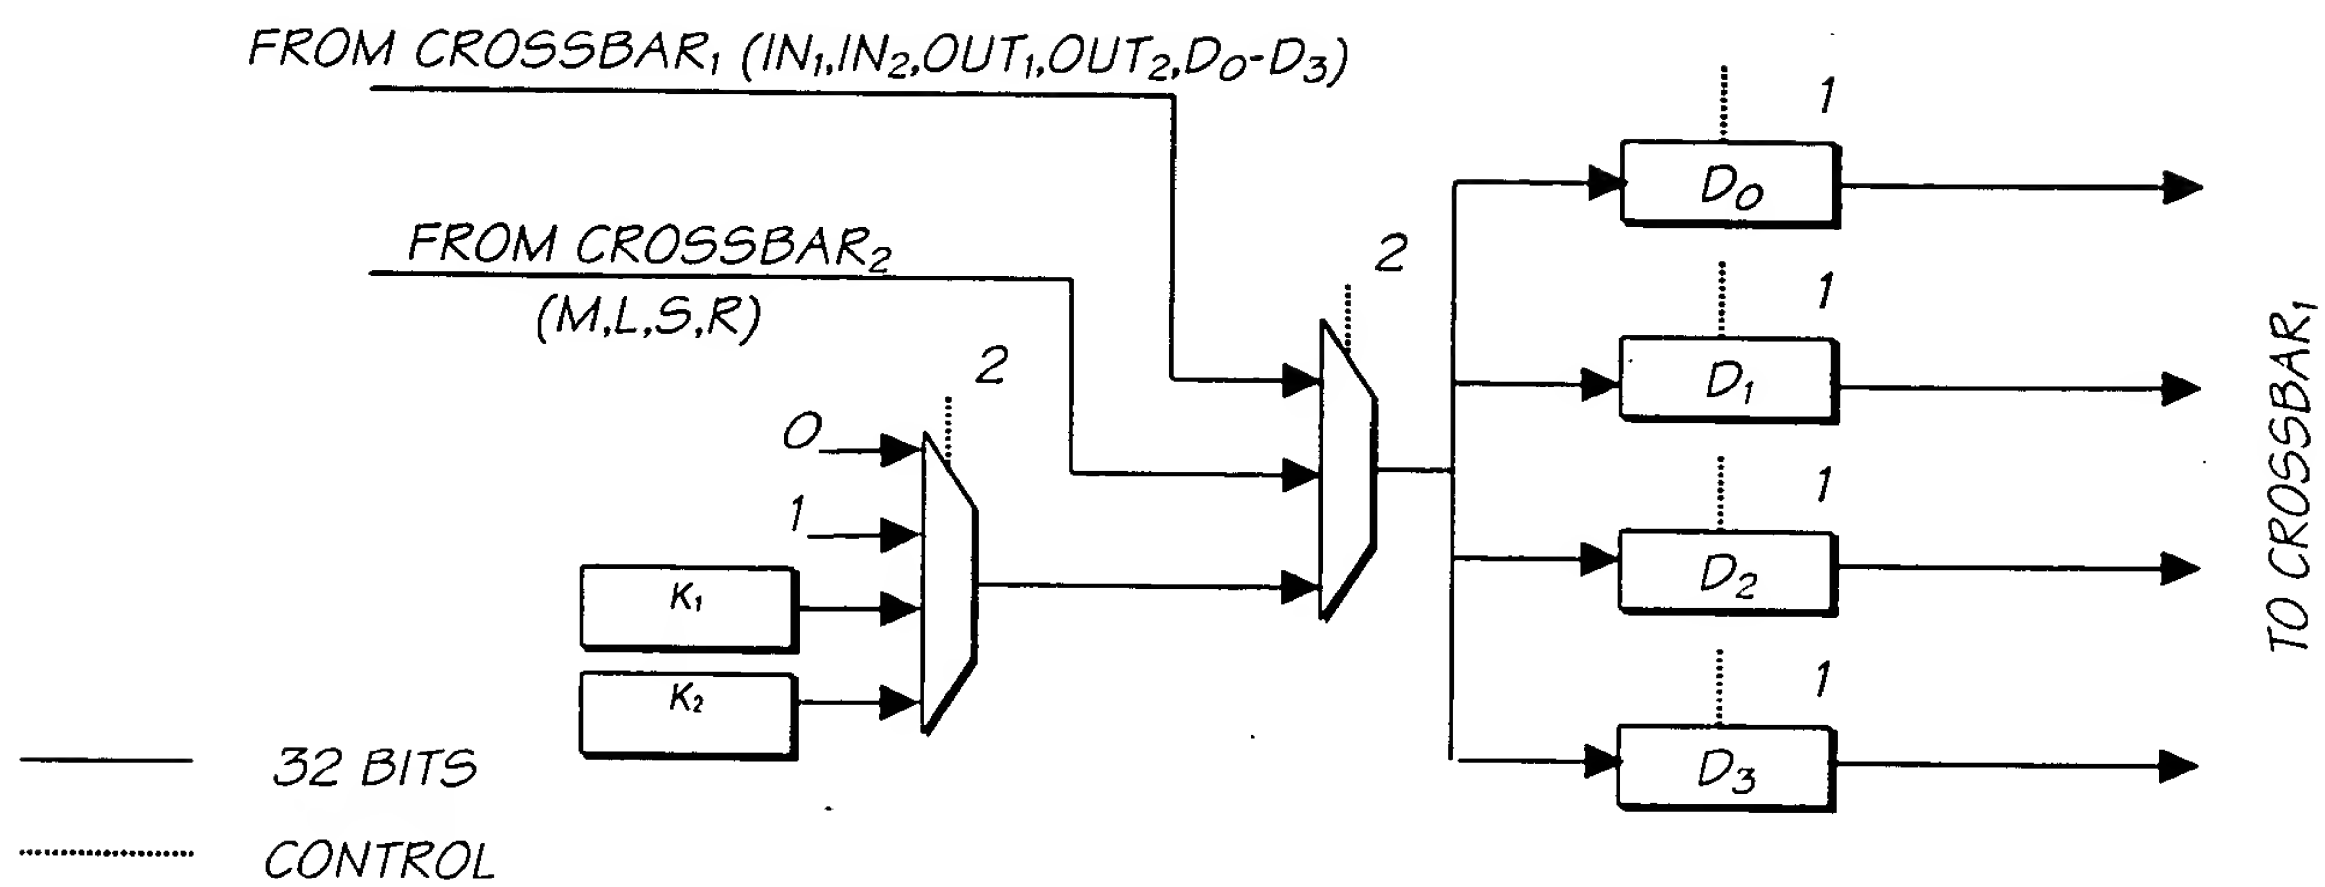 FROM CROSSBAR₁ (IN₁,IN₂,OUT₁,OUT₂,D₀-D₃)
1
D₀
FROM CROSSBAR₂
2
(M,L,S,R)
1
D₁
2
0
1
K₁
K₂
1
D₂
1
D₃
TO CROSSBAR₁
32 BITS
CONTROL